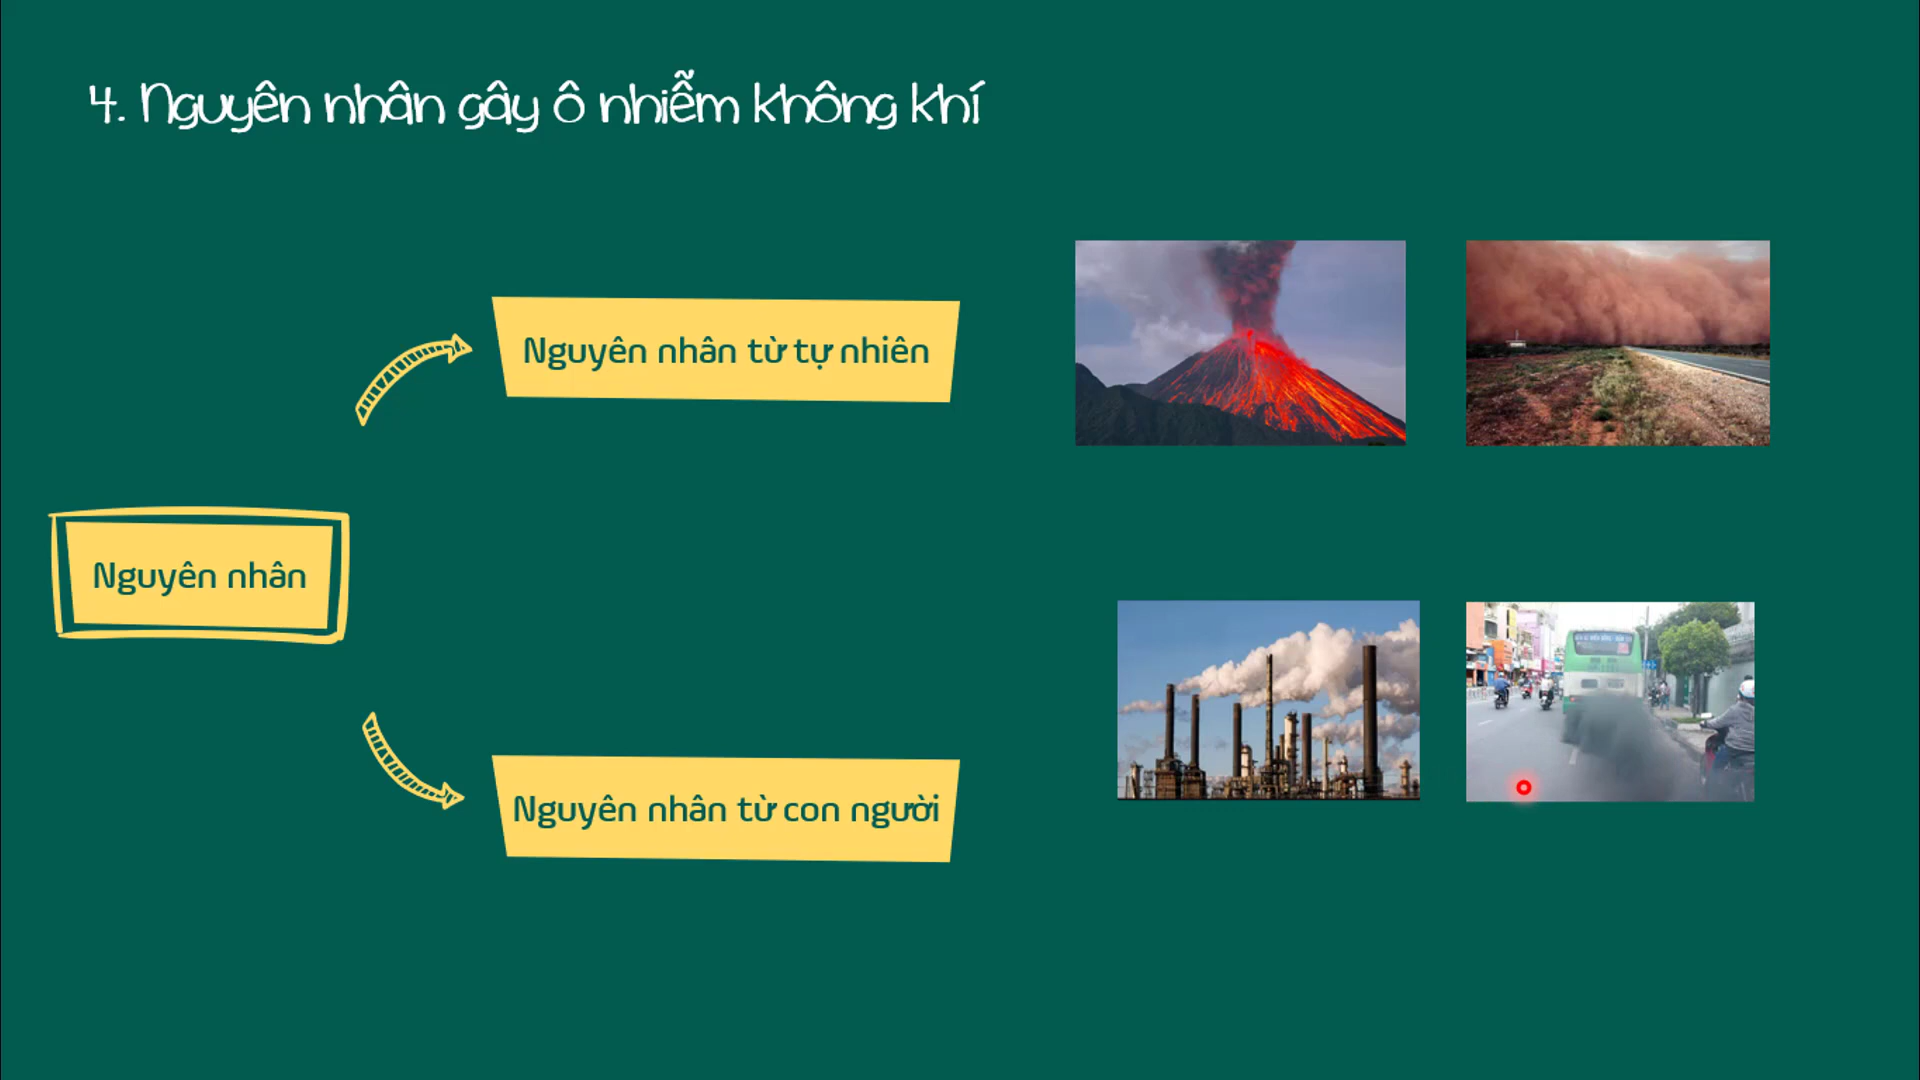 4. Nguyên nhân gây ô nhiễm không khí
Nguyên nhân từ tự nhiên
Nguyên nhân
Nguyên nhân từ con người